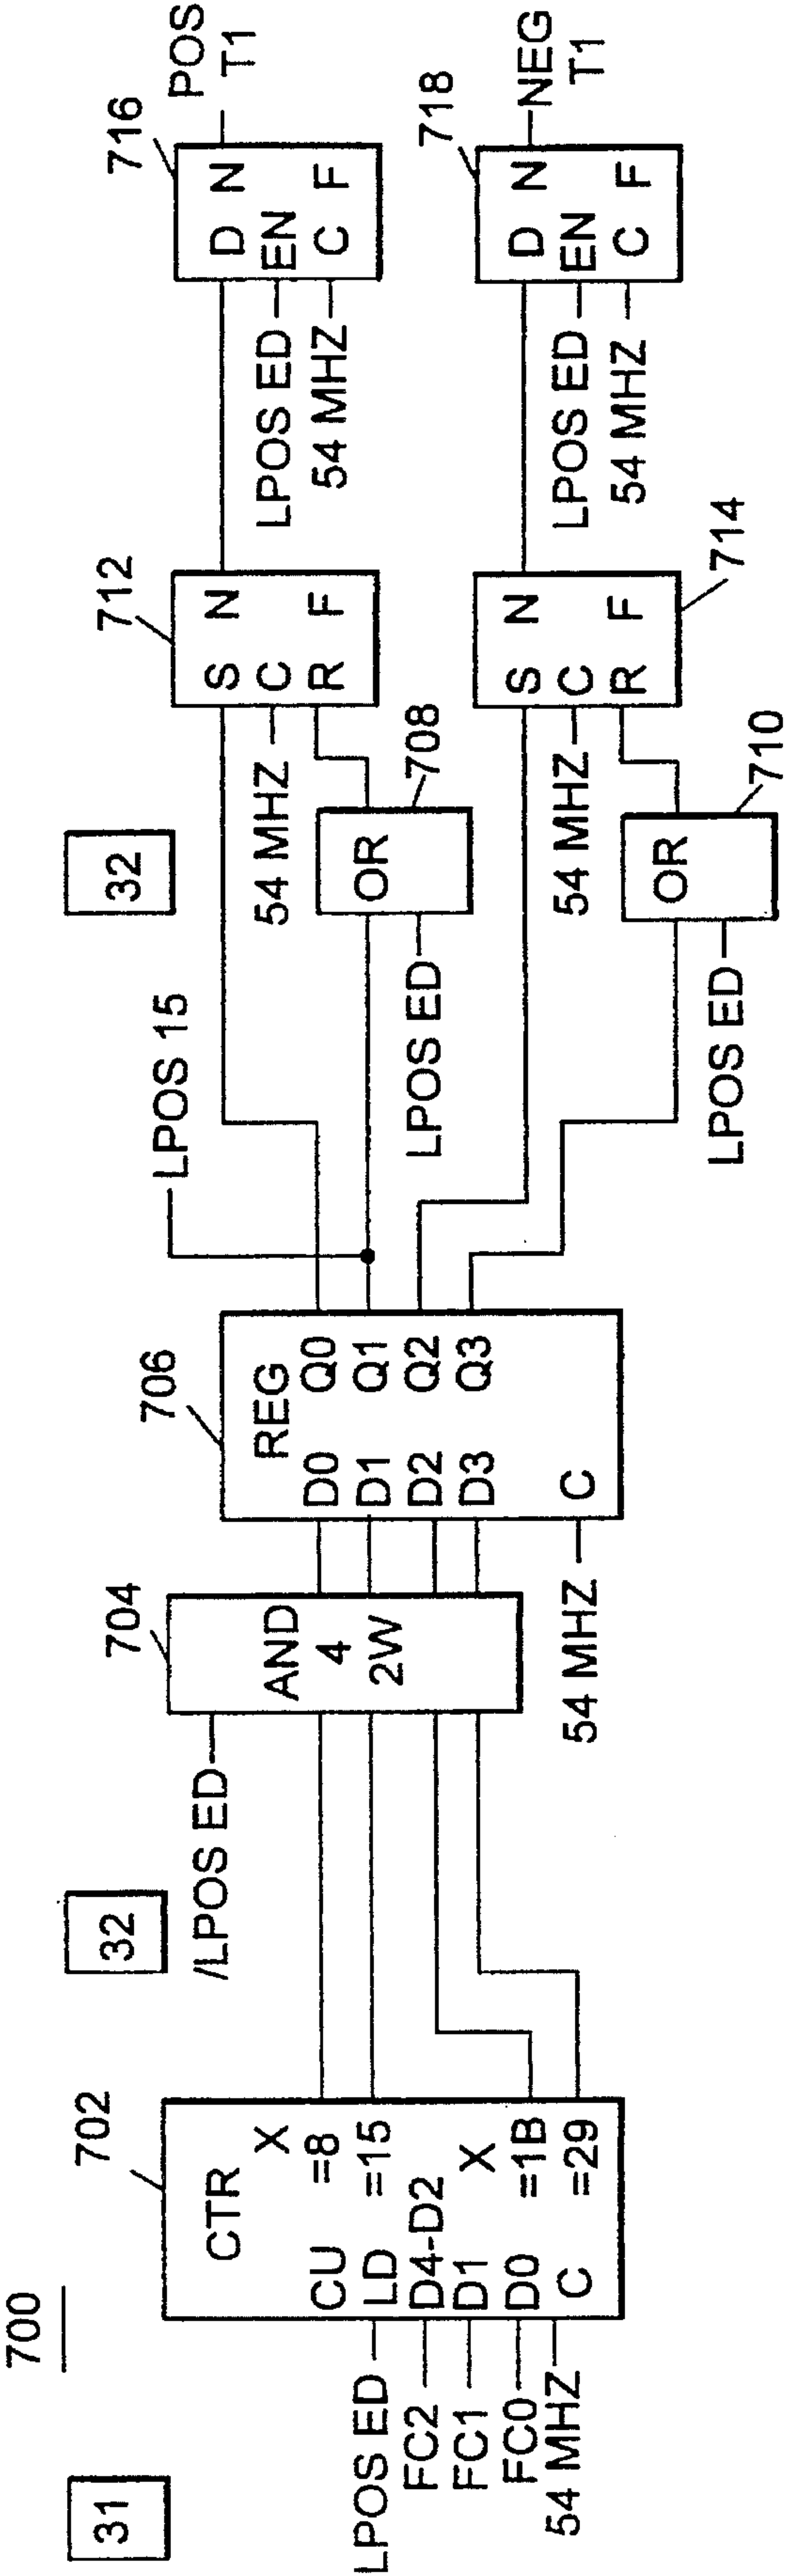 700
31
32
32
702
CTR
X
CU =8
LD =15
D4-D2
D1 X
D0 =1B
C =29
LPOS ED
FC2
FC1
FC0
54 MHZ
704
/LPOS ED
AND
4
2W
706
REG
D0 Q0
D1 Q1
D2 Q2
D3 Q3
C
54 MHZ
LPOS 15
708
OR
LPOS ED
710
OR
LPOS ED
712
S N
C
R F
54 MHZ
714
S N
C
R F
54 MHZ
716
D N
EN
C F
LPOS ED
54 MHZ
POS
T1
718
D N
EN
C F
LPOS ED
54 MHZ
NEG
T1